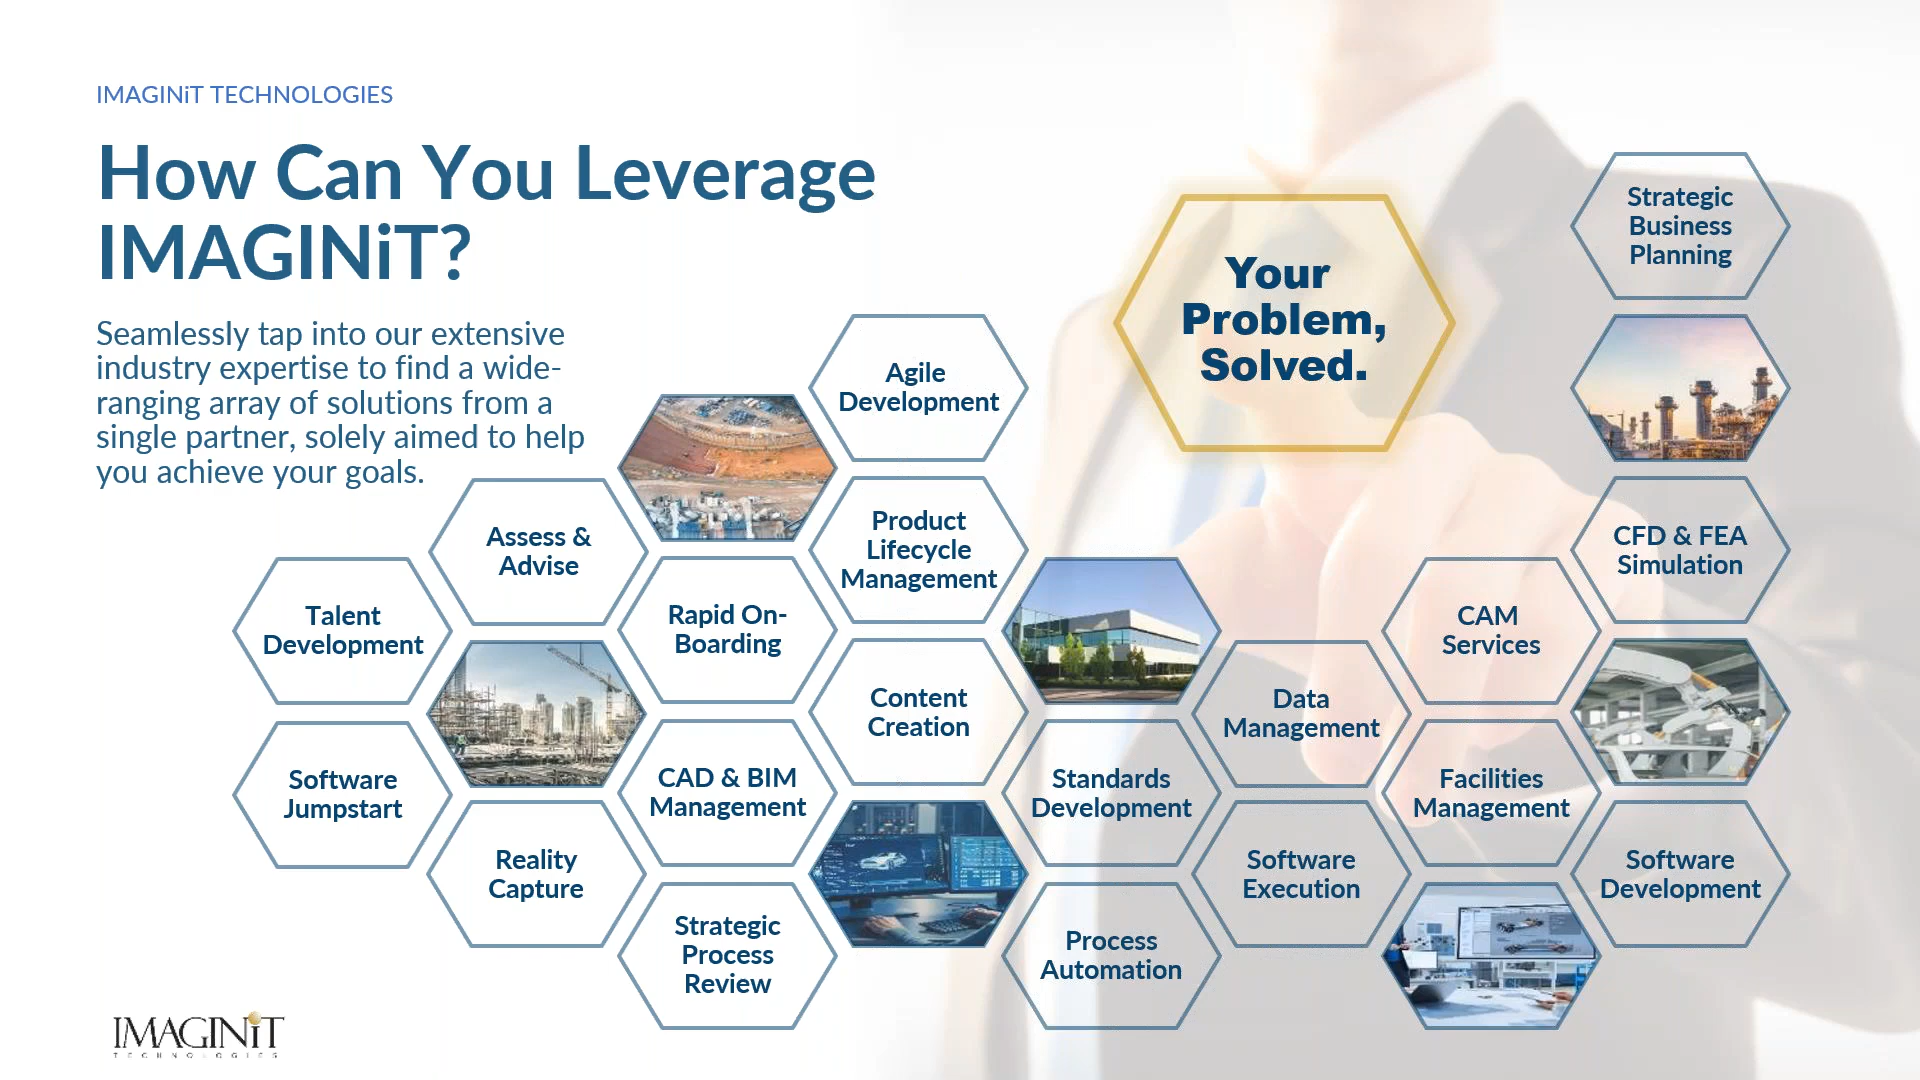 IMAGINiT TECHNOLOGIES
How Can You Leverage
IMAGINiT?
Seamlessly tap into our extensive
industry expertise to find a wide-
ranging array of solutions from a
single partner, solely aimed to help
you achieve your goals.
Your
Problem,
Solved.
Strategic
Business
Planning
Agile
Development
Assess &
Advise
Product
Lifecycle
Management
CFD & FEA
Simulation
Talent
Development
Rapid On-
Boarding
CAM
Services
Content
Creation
Data
Management
Software
Jumpstart
CAD & BIM
Management
Standards
Development
Facilities
Management
Reality
Capture
Software
Execution
Software
Development
Strategic
Process
Review
Process
Automation
IMAGINiT
TECHNOLOGIES